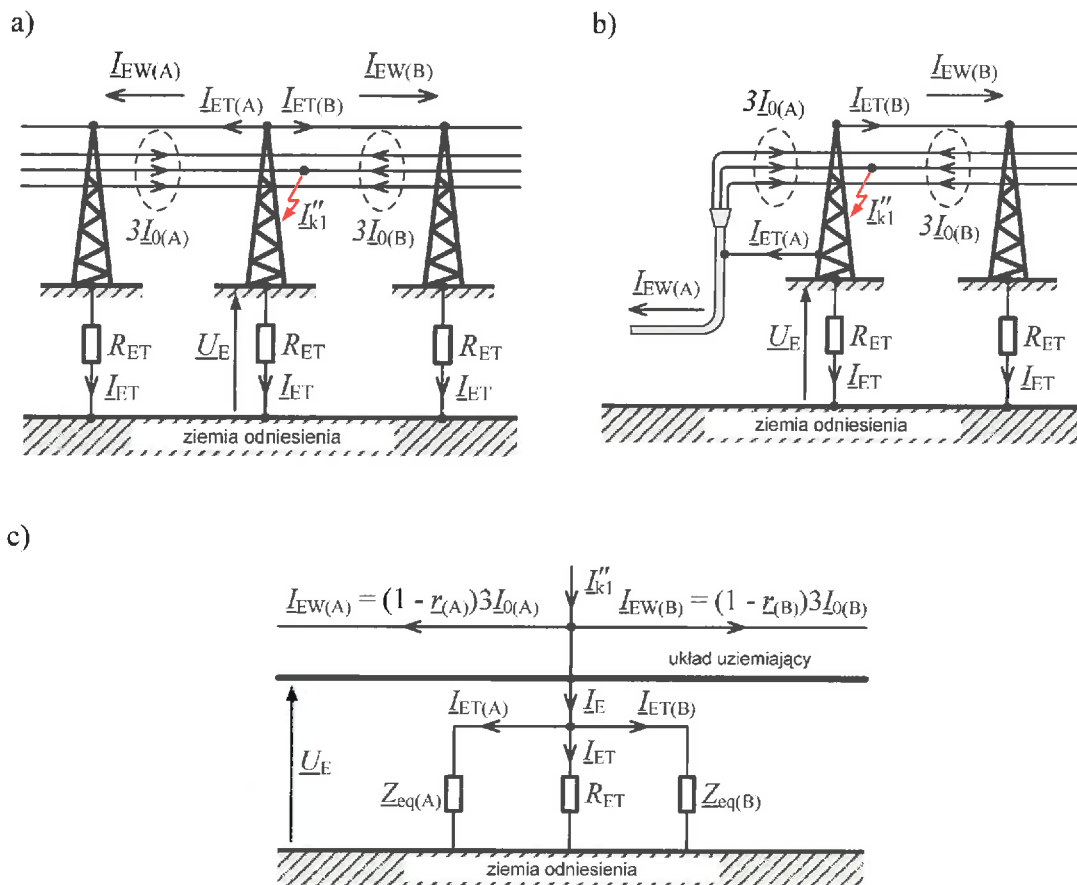 a)
I_EW(A) I_EW(B)
I_ET(A) I_ET(B)
3I_0(A) I''_k1 3I_0(B)
R_ET U_E R_ET R_ET
I_ET I_ET I_ET
ziemia odniesienia
b)
I_EW(B)
3I_0(A) I_ET(B)
I''_k1 3I_0(B)
I_ET(A)
I_EW(A)
U_E R_ET R_ET
I_ET I_ET
ziemia odniesienia
c)
I''_k1
I_EW(A) = (1 - r_(A))3I_0(A) I_EW(B) = (1 - r_(B))3I_0(B)
układ uziemiający
I_ET(A) I_E I_ET(B)
I_ET
U_E
Z_eq(A) R_ET Z_eq(B)
ziemia odniesienia